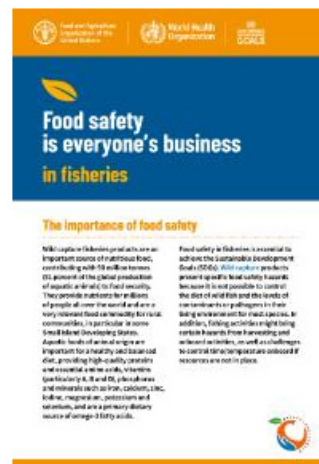 Food and Agriculture
Organization of the
United Nations
World Health
Organization
GOALS
Food safety
is everyone's business
in fisheries
The importance of food safety
Wild capture fisheries products are an
important source of nutritious food,
contributing with 90 million tonnes
(51 percent of the global production
of aquatic animals) to food security.
They provide nutrients for millions
of people all over the world and are a
very relevant food commodity for rural
communities, in particular in some
Small Island Developing States.
Aquatic foods of animal origin are
important for a healthy and balanced
diet, providing high-quality proteins
and essential amino acids, vitamins
(particularly A, B and D), phosphorus
and minerals such as iron, calcium, zinc,
iodine, magnesium, potassium and
selenium, and are a primary dietary
source of omega-3 fatty acids.
Food safety in fisheries is essential to
achieve the Sustainable Development
Goals (SDGs). Wild capture products
present specific food safety hazards
because it is not possible to control
the diet of wild fish and the levels of
contaminants or pathogens in their
living environment for most species. In
addition, fishing activities might bring
certain hazards from harvesting and
onboard activities, as well as challenges
to control time/temperature onboard if
resources are not in place.